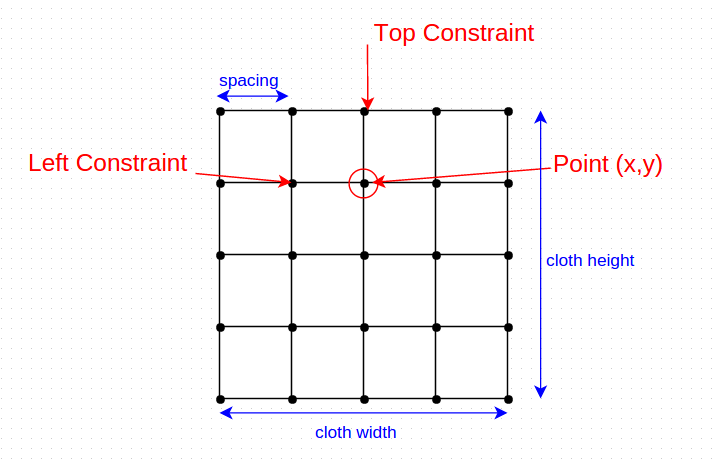 Top Constraint
spacing
Left Constraint
Point (x,y)
cloth height
cloth width